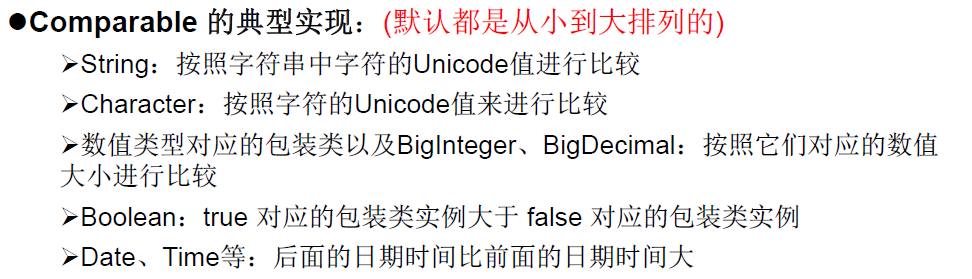 ●Comparable 的典型实现：(默认都是从小到大排列的)
➢String：按照字符串中字符的Unicode值进行比较
➢Character：按照字符的Unicode值来进行比较
➢数值类型对应的包装类以及BigInteger、BigDecimal：按照它们对应的数值
大小进行比较
➢Boolean：true 对应的包装类实例大于 false 对应的包装类实例
➢Date、Time等：后面的日期时间比前面的日期时间大